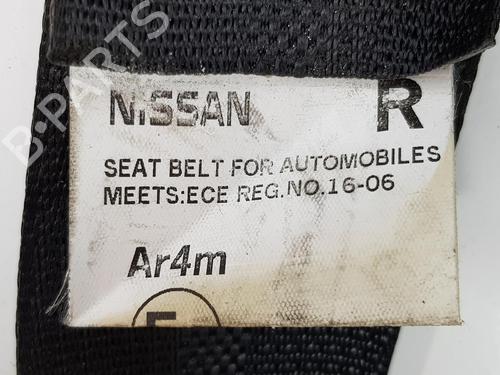 B-PARTS
NISSAN R
SEAT BELT FOR AUTOMOBILES
MEETS:ECE REG.NO.16-06
Ar4m